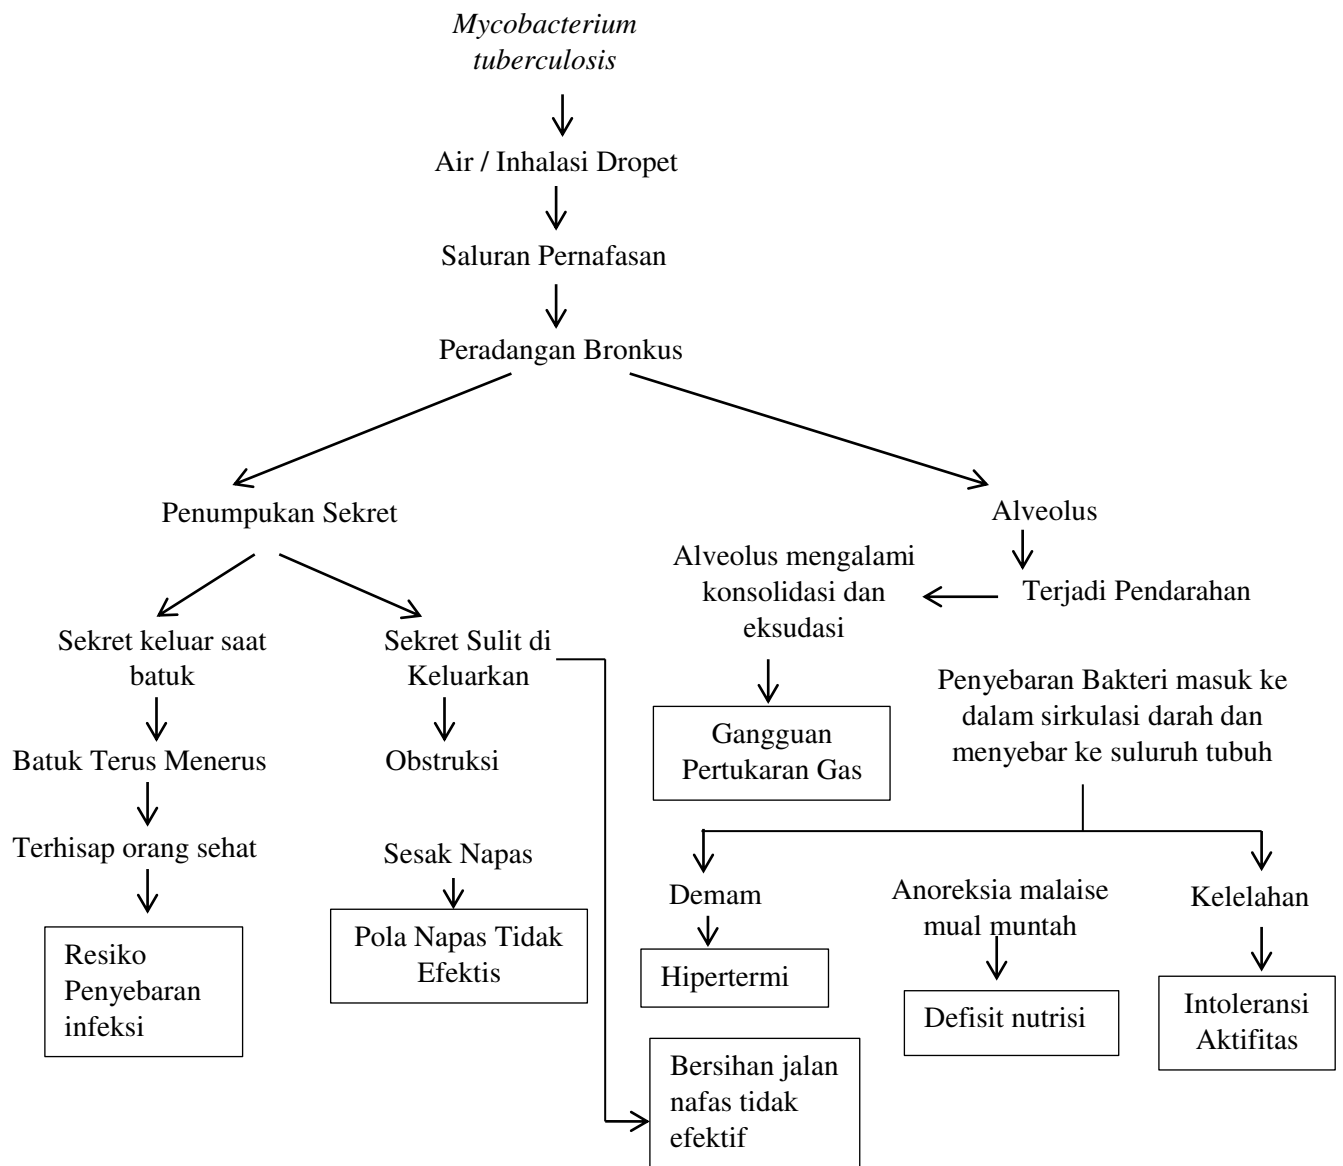 Mycobacterium
tuberculosis
Air / Inhalasi Dropet
Saluran Pernafasan
Peradangan Bronkus
Penumpukan Sekret
Alveolus
Alveolus mengalami
konsolidasi dan
eksudasi
Terjadi Pendarahan
Sekret keluar saat
batuk
Sekret Sulit di
Keluarkan
Penyebaran Bakteri masuk ke
dalam sirkulasi darah dan
menyebar ke suluruh tubuh
Gangguan
Pertukaran Gas
Batuk Terus Menerus
Obstruksi
Terhisap orang sehat
Sesak Napas
Demam
Anoreksia malaise
mual muntah
Kelelahan
Resiko
Penyebaran
infeksi
Pola Napas Tidak
Efektis
Hipertermi
Defisit nutrisi
Intoleransi
Aktifitas
Bersihan jalan
nafas tidak
efektif